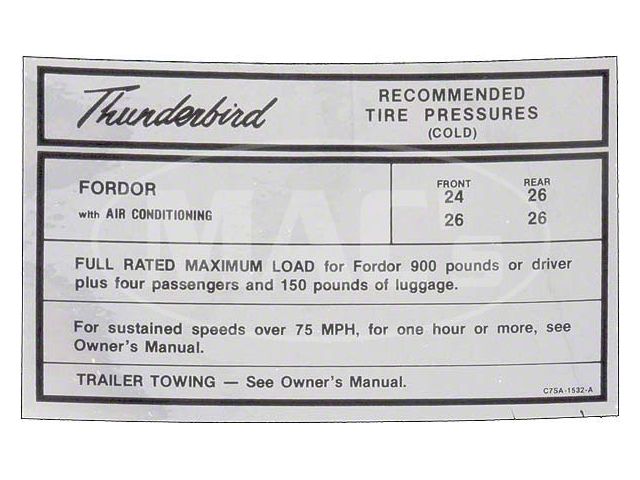 Thunderbird
RECOMMENDED
TIRE PRESSURES
(COLD)
FORDOR
with AIR CONDITIONING
FRONT REAR
24 26
26 26
FULL RATED MAXIMUM LOAD for Fordor 900 pounds or driver
plus four passengers and 150 pounds of luggage.
For sustained speeds over 75 MPH, for one hour or more, see
Owner's Manual.
TRAILER TOWING — See Owner's Manual.
C7SA-1532-A
MAC's